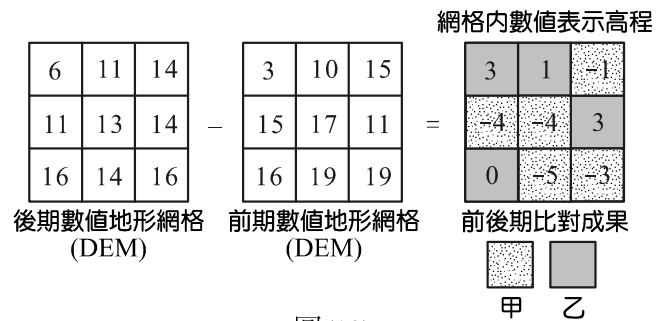 網格內數值表示高程
6 11 14 3 10 15 3 1 -1
11 13 14 − 15 17 11 = -4 -4 3
16 14 16 16 19 19 0 -5 -3
後期數值地形網格 前期數值地形網格 前後期比對成果
(DEM) (DEM)
甲 乙